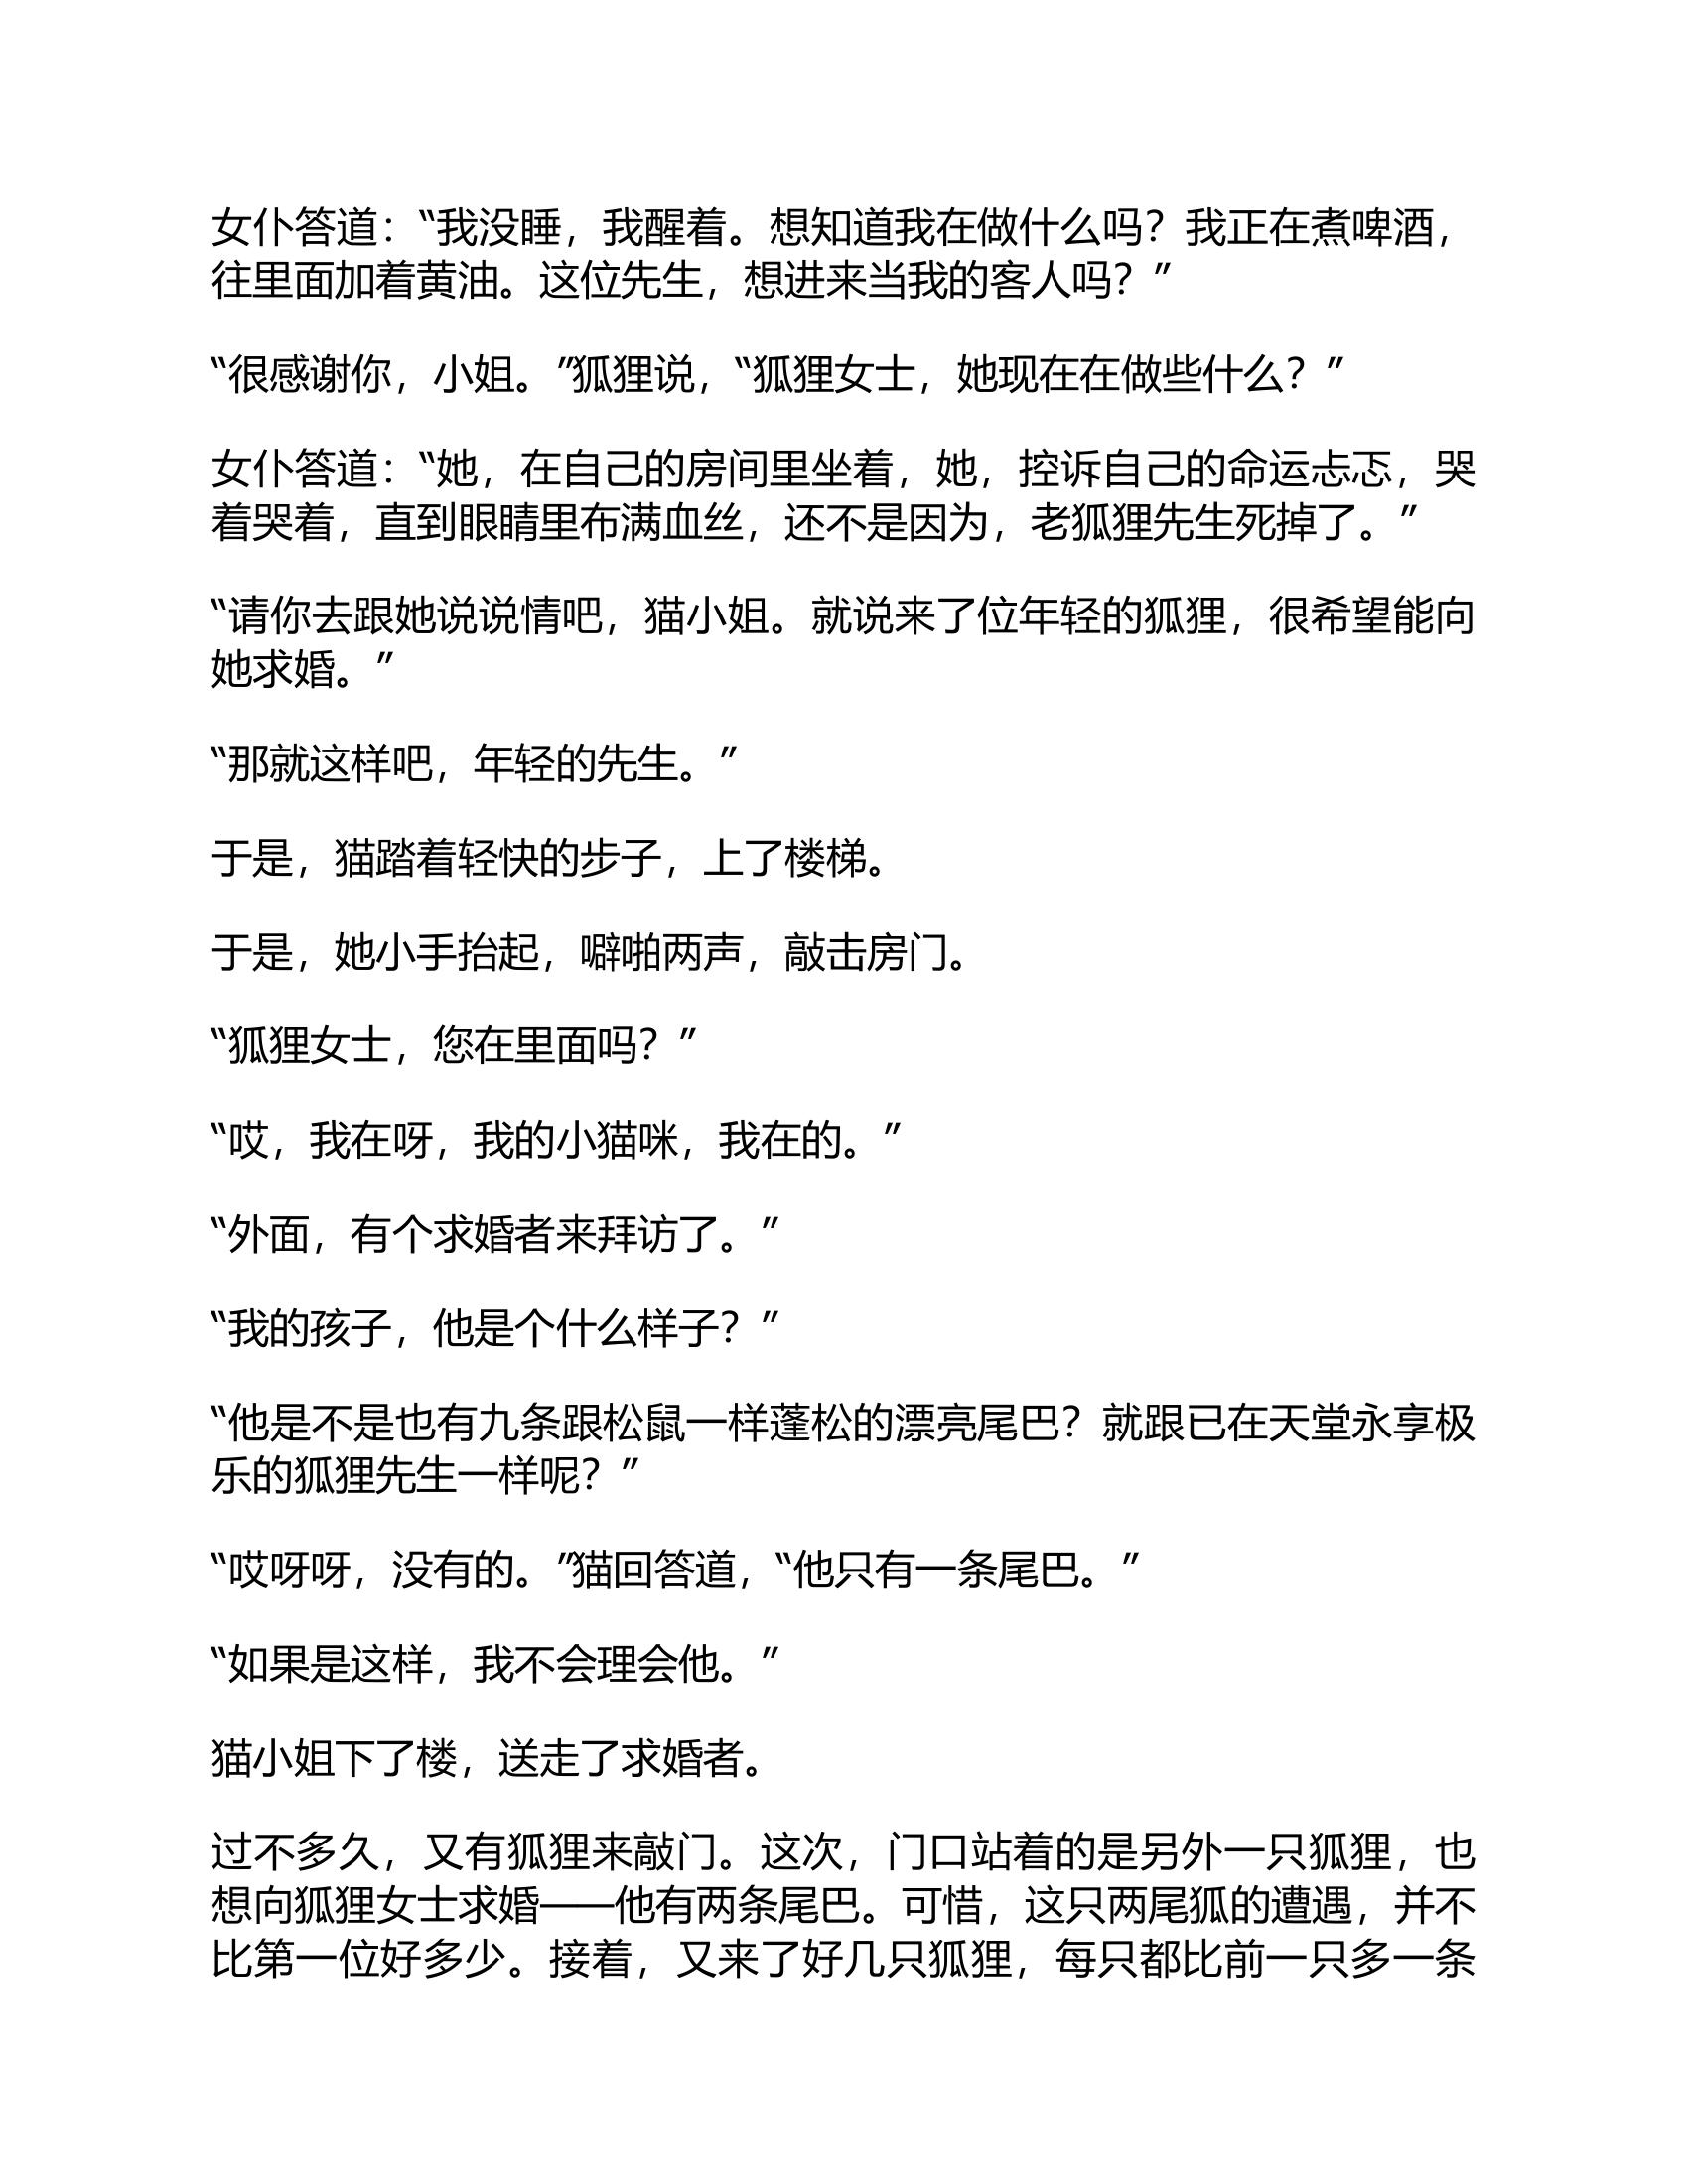 女仆答道：“我没睡，我醒着。想知道我在做什么吗？我正在煮啤酒，
往里面加着黄油。这位先生，想进来当我的客人吗？”
“很感谢你，小姐。”狐狸说，“狐狸女士，她现在在做些什么？”
女仆答道：“她，在自己的房间里坐着，她，控诉自己的命运忐忑，哭
着哭着，直到眼睛里布满血丝，还不是因为，老狐狸先生死掉了。”
“请你去跟她说说情吧，猫小姐。就说来了位年轻的狐狸，很希望能向
她求婚。”
“那就这样吧，年轻的先生。”
于是，猫踏着轻快的步子，上了楼梯。
于是，她小手抬起，噼啪两声，敲击房门。
“狐狸女士，您在里面吗？”
“哎，我在呀，我的小猫咪，我在的。”
“外面，有个求婚者来拜访了。”
“我的孩子，他是个什么样子？”
“他是不是也有九条跟松鼠一样蓬松的漂亮尾巴？就跟已在天堂永享极
乐的狐狸先生一样呢？”
“哎呀呀，没有的。”猫回答道，“他只有一条尾巴。”
“如果是这样，我不会理会他。”
猫小姐下了楼，送走了求婚者。
过不多久，又有狐狸来敲门。这次，门口站着的是另外一只狐狸，也
想向狐狸女士求婚——他有两条尾巴。可惜，这只两尾狐的遭遇，并不
比第一位好多少。接着，又来了好几只狐狸，每只都比前一只多一条